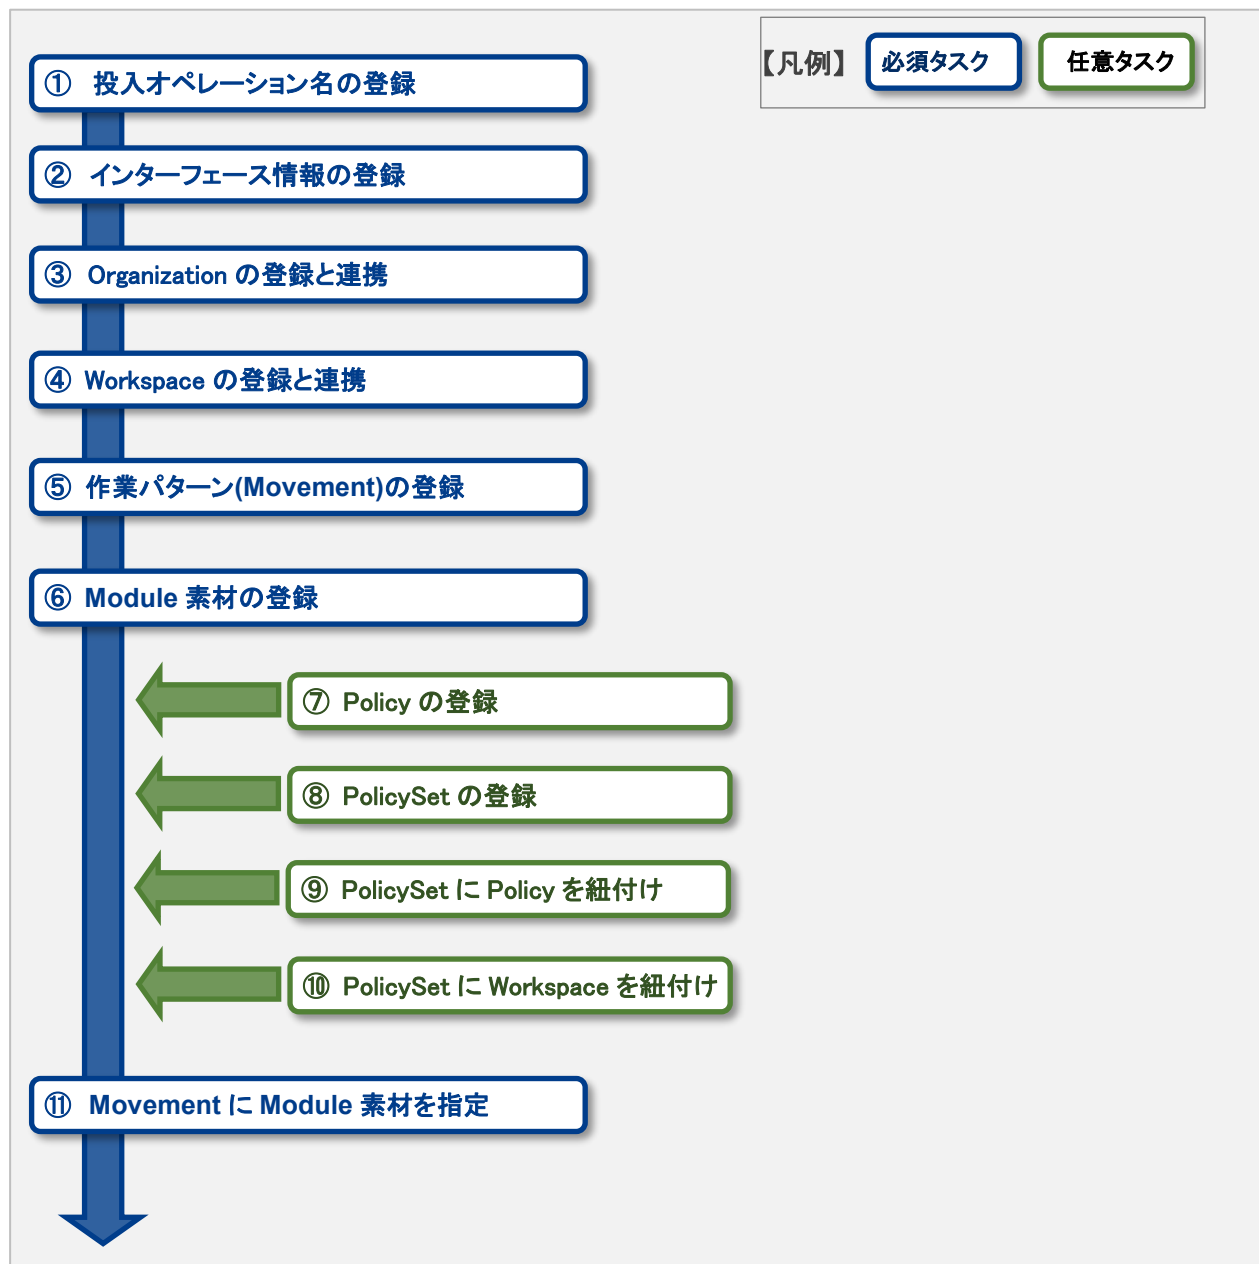 【凡例】 必須タスク 任意タスク
① 投入オペレーション名の登録
② インターフェース情報の登録
③ Organization の登録と連携
④ Workspace の登録と連携
⑤ 作業パターン(Movement)の登録
⑥ Module 素材の登録
⑦ Policy の登録
⑧ PolicySet の登録
⑨ PolicySet に Policy を紐付け
⑩ PolicySet に Workspace を紐付け
⑪ Movement に Module 素材を指定